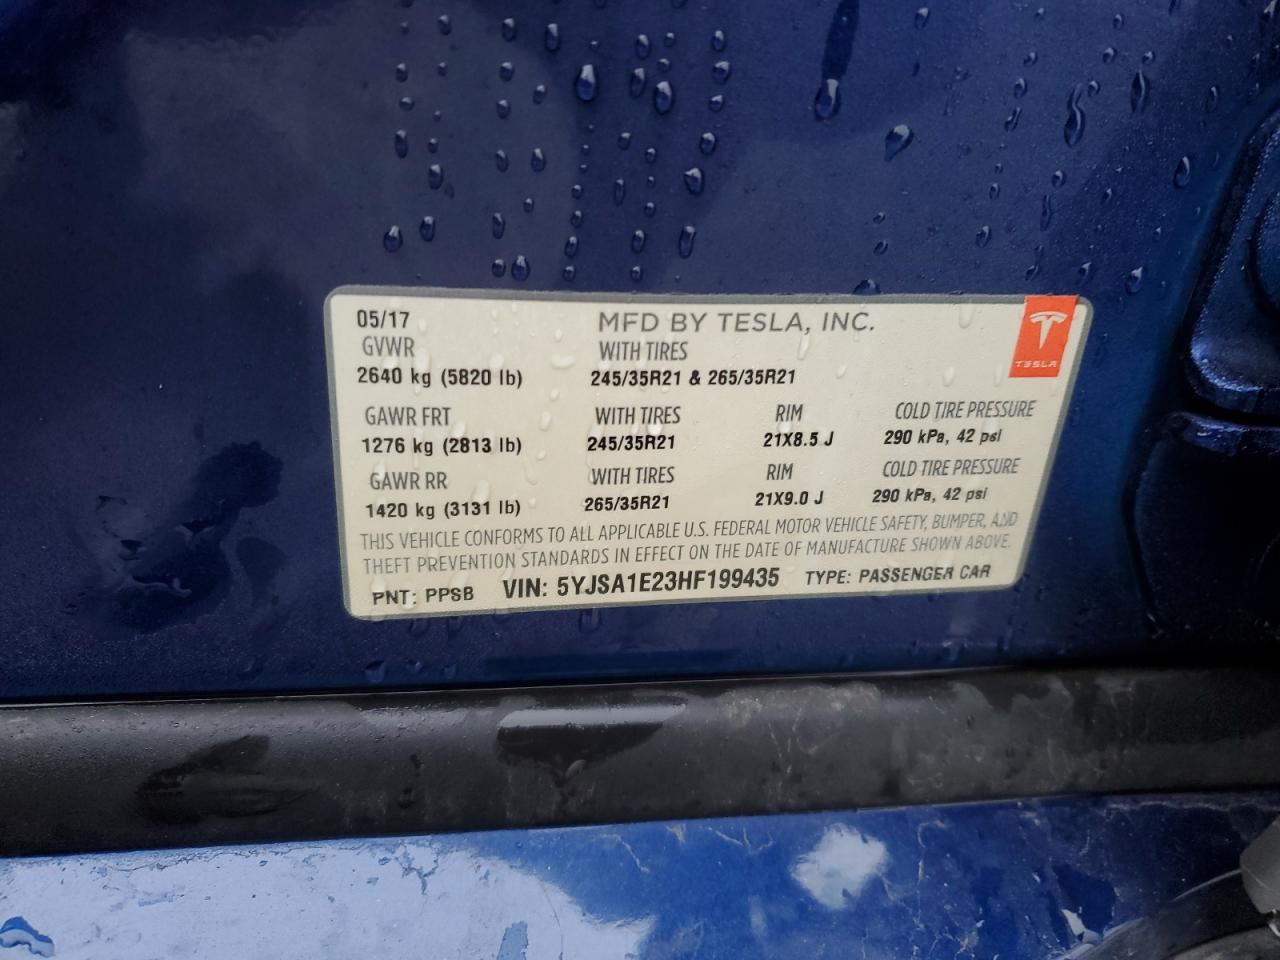 05/17 MFD BY TESLA, INC.
GVWR WITH TIRES
2640 kg (5820 lb) 245/35R21 & 265/35R21
TESLA
GAWR FRT WITH TIRES RIM COLD TIRE PRESSURE
1276 kg (2813 lb) 245/35R21 21X8.5 J 290 kPa, 42 psi
GAWR RR WITH TIRES RIM COLD TIRE PRESSURE
1420 kg (3131 lb) 265/35R21 21X9.0 J 290 kPa, 42 psi
THIS VEHICLE CONFORMS TO ALL APPLICABLE U.S. FEDERAL MOTOR VEHICLE SAFETY, BUMPER, AND
THEFT PREVENTION STANDARDS IN EFFECT ON THE DATE OF MANUFACTURE SHOWN ABOVE.
PNT: PPSB VIN: 5YJSA1E23HF199435 TYPE: PASSENGER CAR